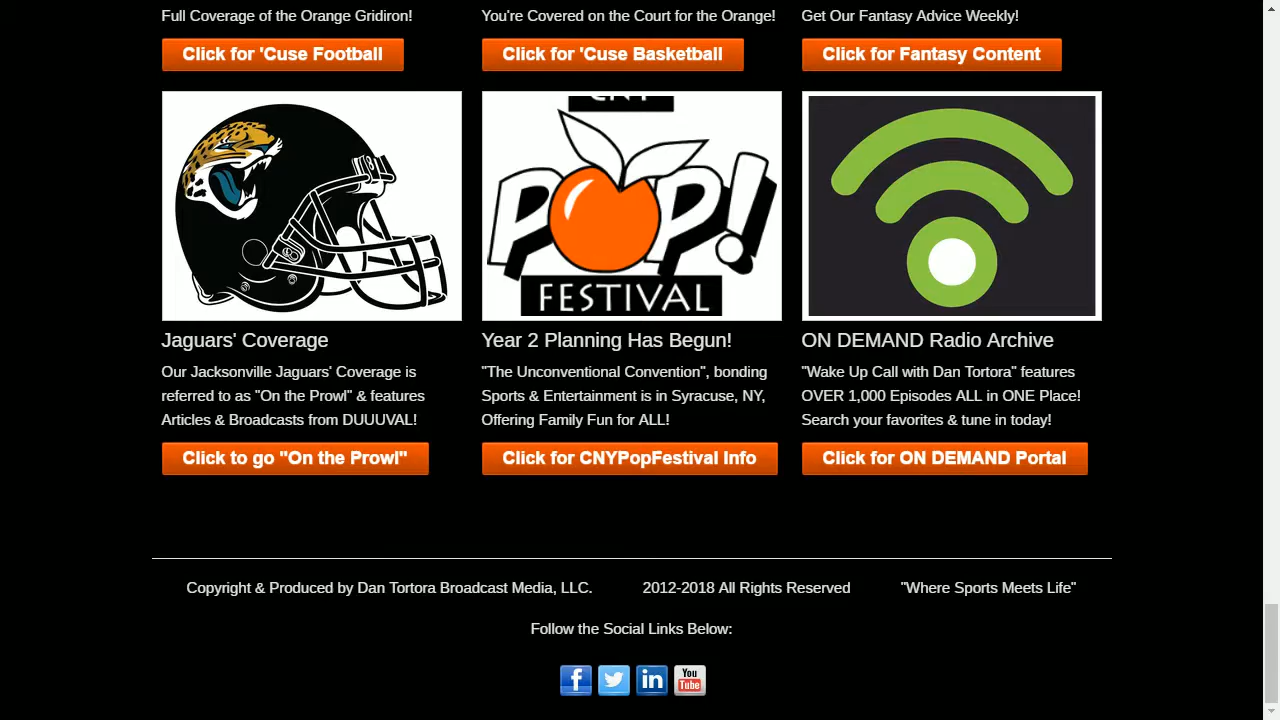 Full Coverage of the Orange Gridiron!
Click for 'Cuse Football
You're Covered on the Court for the Orange!
Click for 'Cuse Basketball
Get Our Fantasy Advice Weekly!
Click for Fantasy Content
Jaguars' Coverage
Our Jacksonville Jaguars' Coverage is
referred to as "On the Prowl" & features
Articles & Broadcasts from DUUUVAL!
Click to go "On the Prowl"
CNY
POP!
FESTIVAL
Year 2 Planning Has Begun!
"The Unconventional Convention", bonding
Sports & Entertainment is in Syracuse, NY,
Offering Family Fun for ALL!
Click for CNYPopFestival Info
ON DEMAND Radio Archive
"Wake Up Call with Dan Tortora" features
OVER 1,000 Episodes ALL in ONE Place!
Search your favorites & tune in today!
Click for ON DEMAND Portal
Copyright & Produced by Dan Tortora Broadcast Media, LLC. 2012-2018 All Rights Reserved "Where Sports Meets Life"
Follow the Social Links Below:
f in You Tube